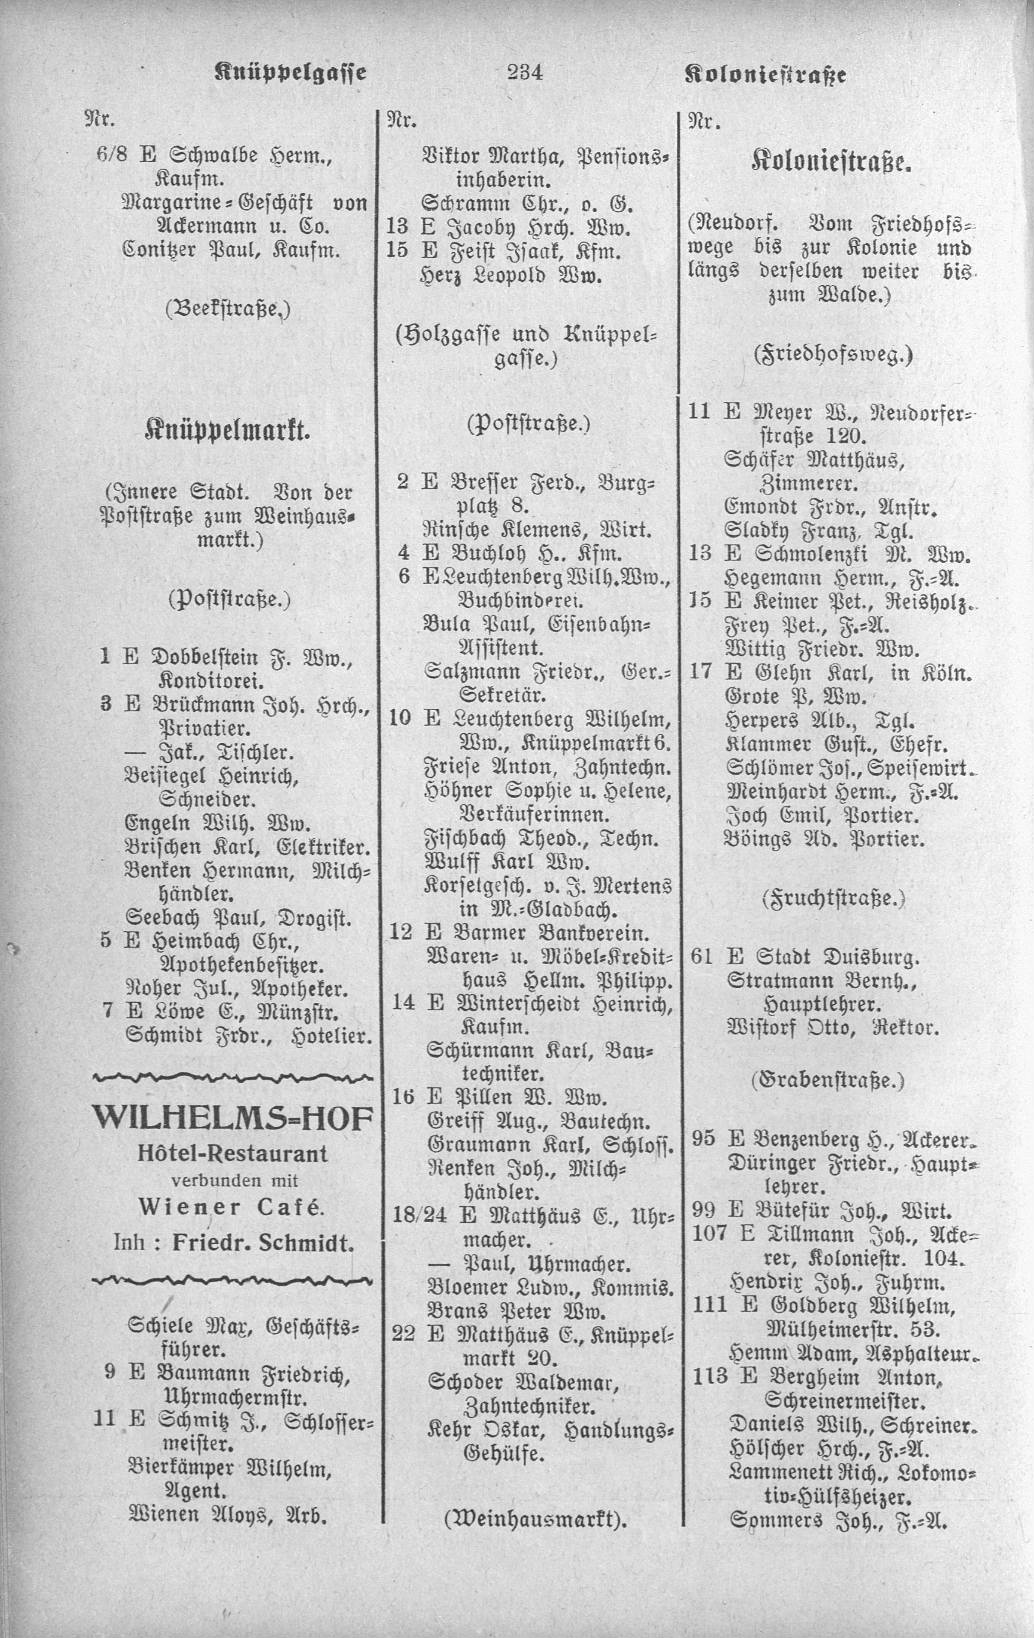 Knüppelgasse 234 Koloniestraße
Nr.
6/8 E Schwalbe Herm.,
Kaufm.
Margarine-Geschäft von
Ackermann u. Co.
Conitzer Paul, Kaufm.
(Beekstraße.)
Knüppelmarkt.
(Innere Stadt. Von der
Poststraße zum Weinhaus-
markt.)
(Poststraße.)
1 E Dobbelstein F. Ww.,
Konditorei.
3 E Brückmann Joh. Hrch.,
Privatier.
— Jak., Tischler.
Beisiegel Heinrich,
Schneider.
Engeln Wilh. Ww.
Brischen Karl, Elektriker.
Benken Hermann, Milch-
händler.
Seebach Paul, Drogist.
5 E Heimbach Chr.,
Apothekenbesitzer.
Noher Jul., Apotheker.
7 E Löwe E., Münzstr.
Schmidt Frdr., Hotelier.
WILHELMS-HOF
Hôtel-Restaurant
verbunden mit
Wiener Café.
Inh : Friedr. Schmidt.
Schiele Max, Geschäfts-
führer.
9 E Baumann Friedrich,
Uhrmachermstr.
11 E Schmitz J., Schlosser-
meister.
Bierkämper Wilhelm,
Agent.
Wienen Aloys, Arb.
Nr.
Viktor Martha, Pensions-
inhaberin.
Schramm Chr., o. G.
13 E Jacoby Hrch. Ww.
15 E Feist Isaak, Kfm.
Herz Leopold Ww.
(Holzgasse und Knüppel-
gasse.)
(Poststraße.)
2 E Bresser Ferd., Burg-
platz 8.
Rinsche Klemens, Wirt.
4 E Buchloh H., Kfm.
6 E Leuchtenberg Wilh. Ww.,
Buchbinderei.
Bula Paul, Eisenbahn-
Assistent.
Salzmann Friedr., Ger.-
Sekretär.
10 E Leuchtenberg Wilhelm,
Ww., Knüppelmarkt 6.
Friese Anton, Zahntechn.
Höhner Sophie u. Helene,
Verkäuferinnen.
Fischbach Theod., Techn.
Wulff Karl Ww.
Korsetgesch. v. J. Mertens
in M.-Gladbach.
12 E Barmer Bankverein.
Waren- u. Möbel-Kredit-
haus Hellm. Philipp.
14 E Winterscheidt Heinrich,
Kaufm.
Schürmann Karl, Bau-
techniker.
16 E Pillen W. Ww.
Greiff Aug., Bautechn.
Graumann Karl, Schloss.
Renken Joh., Milch-
händler.
18/24 E Matthäus E., Uhr-
macher.
— Paul, Uhrmacher.
Bloemer Ludw., Kommis.
Brans Peter Ww.
22 E Matthäus E., Knüppel-
markt 20.
Schoder Waldemar,
Zahntechniker.
Kehr Oskar, Handlungs-
Gehülfe.
(Weinhausmarkt).
Nr.
Koloniestraße.
(Neudorf. Vom Friedhofs-
wege bis zur Kolonie und
längs derselben weiter bis
zum Walde.)
(Friedhofsweg.)
11 E Meyer W., Neudorfer-
straße 120.
Schäfer Matthäus,
Zimmerer.
Emondt Frdr., Anstr.
Sladky Franz, Tgl.
13 E Schmolenzki M. Ww.
Hegemann Herm., F.-A.
15 E Keimer Pet., Reisholz.
Frey Pet., F.-A.
Wittig Friedr. Ww.
17 E Glehn Karl, in Köln.
Grote P. Ww.
Herpers Alb., Tgl.
Klammer Gust., Ehefr.
Schlömer Jos., Speisewirt.
Meinhardt Herm., F.-A.
Joch Emil, Portier.
Böings Ad. Portier.
(Fruchtstraße.)
61 E Stadt Duisburg.
Stratmann Bernh.,
Hauptlehrer.
Wistorf Otto, Rektor.
(Grabenstraße.)
95 E Benzenberg H., Ackerer.
Düringer Friedr., Haupt-
lehrer.
99 E Bütefür Joh., Wirt.
107 E Tillmann Joh., Acke-
rer, Koloniestr. 104.
Hendrix Joh., Fuhrm.
111 E Goldberg Wilhelm,
Mülheimerstr. 53.
Hemm Adam, Asphalteur.
113 E Bergheim Anton,
Schreinermeister.
Daniels Wilh., Schreiner.
Hölscher Hrch., F.-A.
Lammenett Rich., Lokomo-
tiv-Hülfsheizer.
Sommers Joh., F.-A.